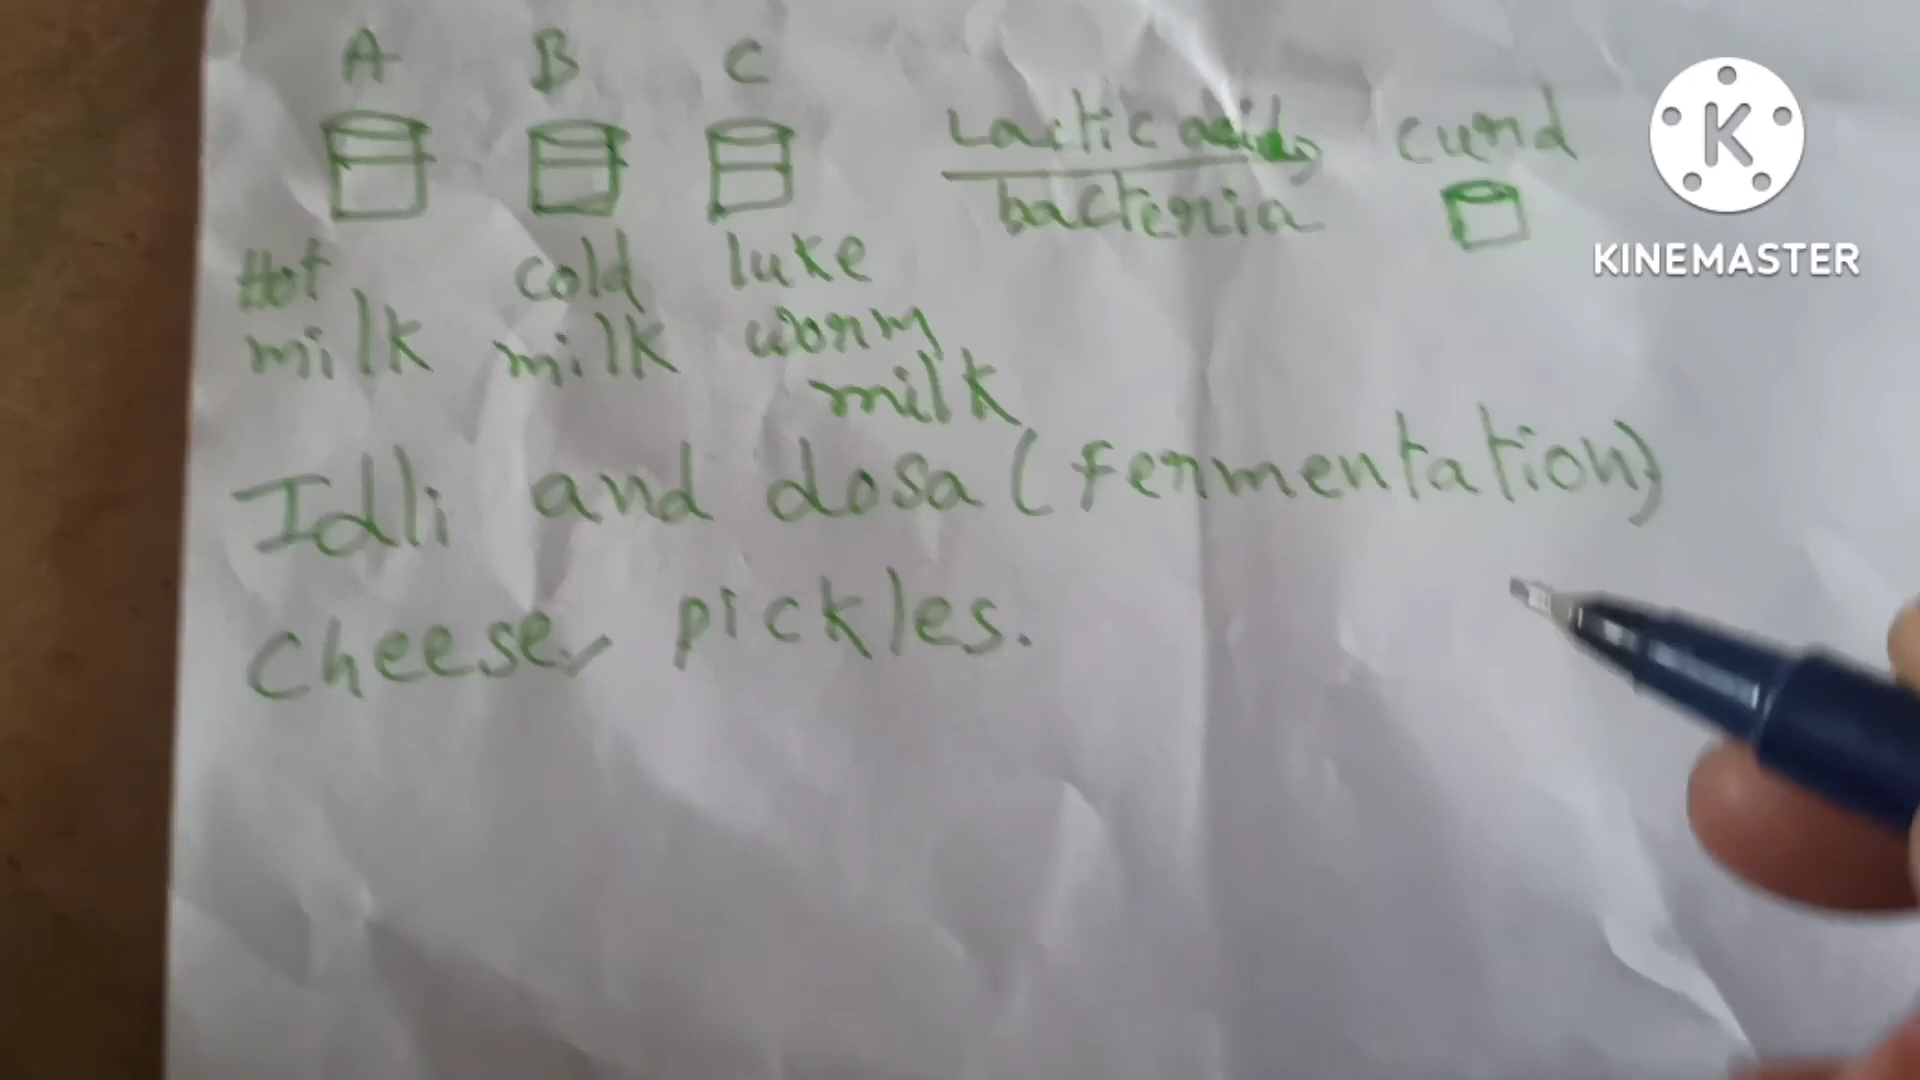 A B C
Lactic acid curd
bacteria
Hot cold luke
milk milk worm
milk
Idli and dosa (Fermentation)
Cheese, pickles.
K
KINEMASTER